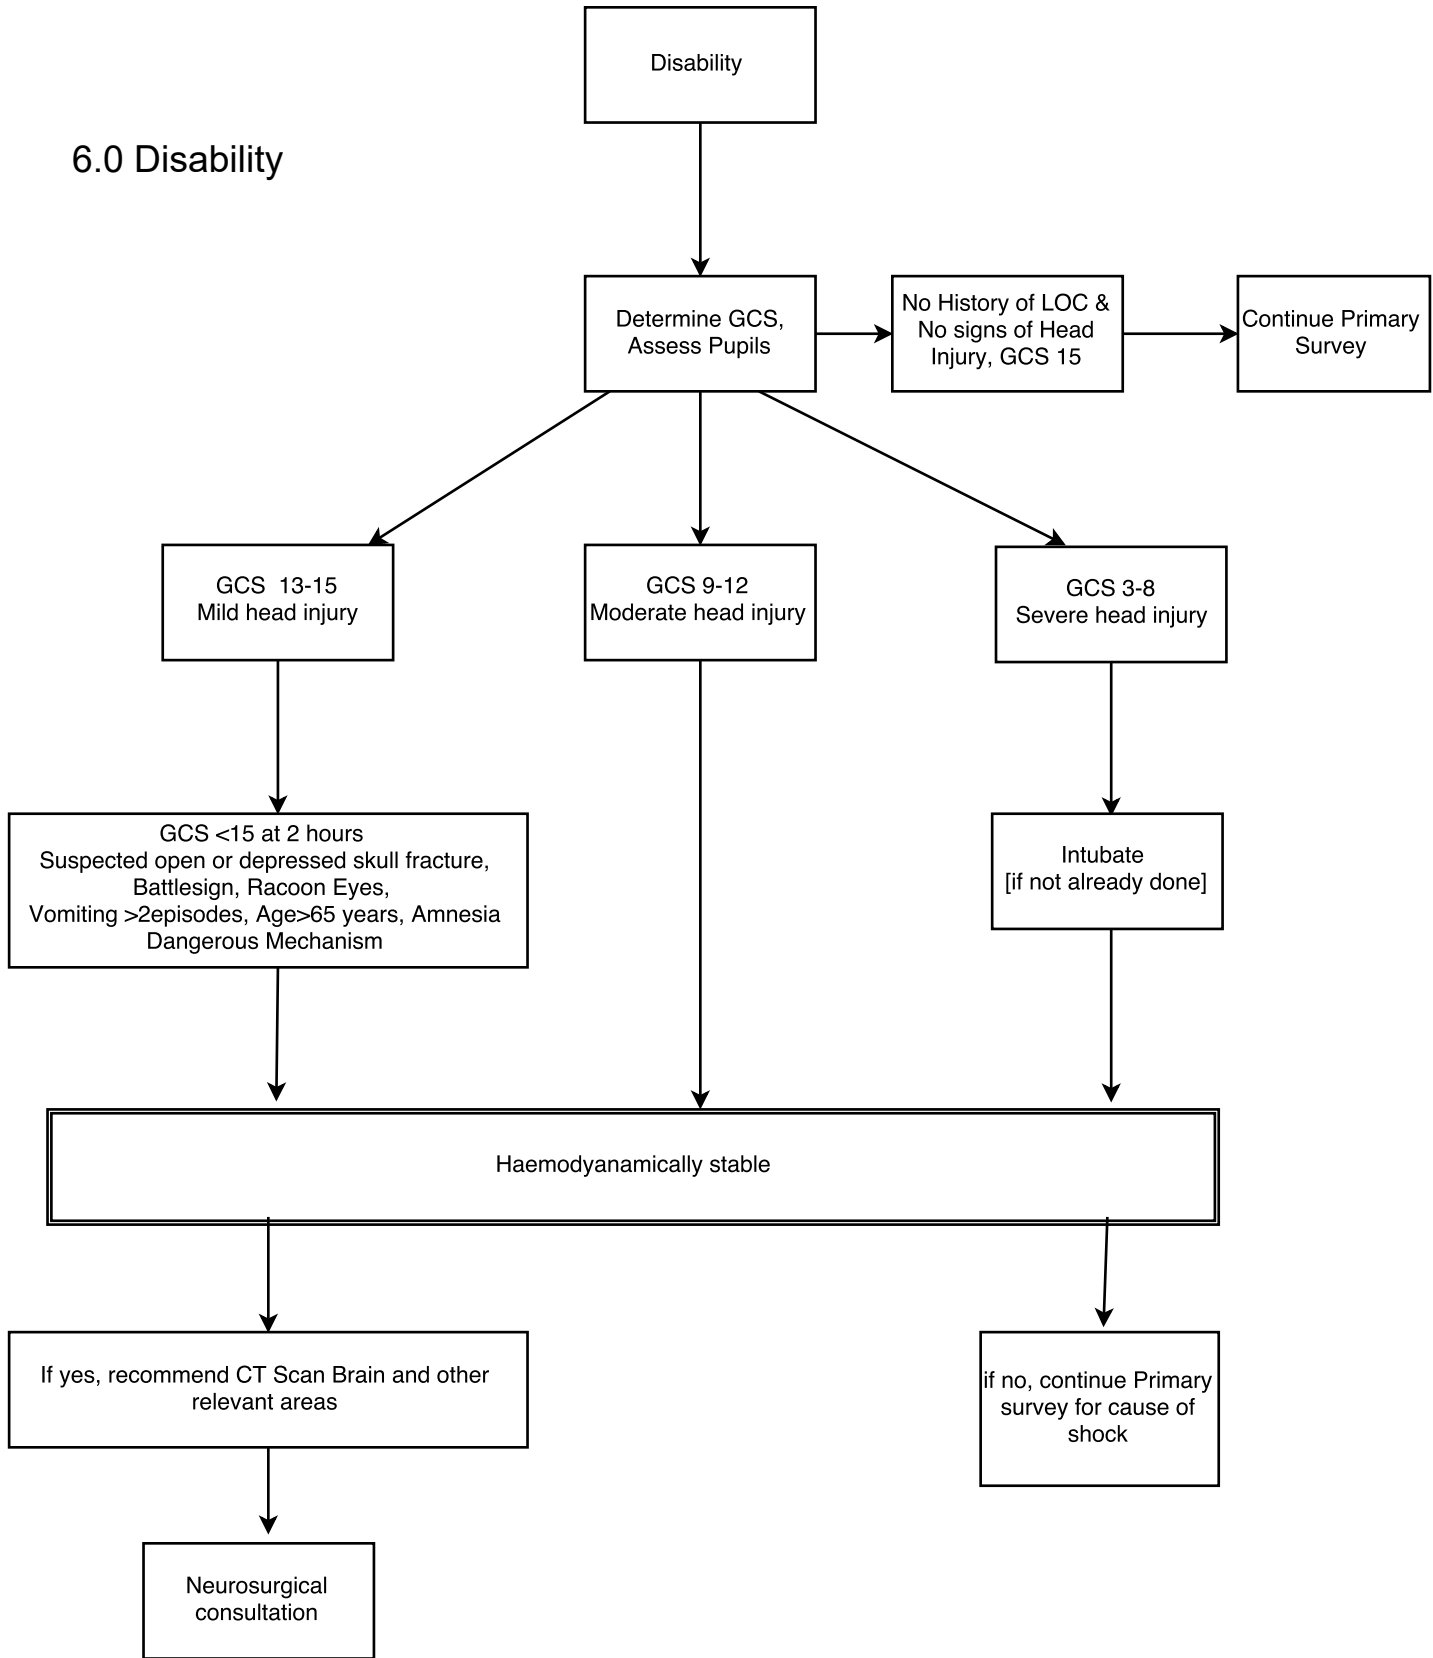 Disability
6.0 Disability
Determine GCS,
Assess Pupils
No History of LOC &
No signs of Head
Injury, GCS 15
Continue Primary
Survey
GCS  13-15
Mild head injury
GCS 9-12
Moderate head injury
GCS 3-8
Severe head injury
GCS <15 at 2 hours
Suspected open or depressed skull fracture,
Battlesign, Racoon Eyes,
Vomiting >2episodes, Age>65 years, Amnesia
Dangerous Mechanism
Intubate
[if not already done]
Haemodyanamically stable
If yes, recommend CT Scan Brain and other
relevant areas
if no, continue Primary
survey for cause of
shock
Neurosurgical
consultation